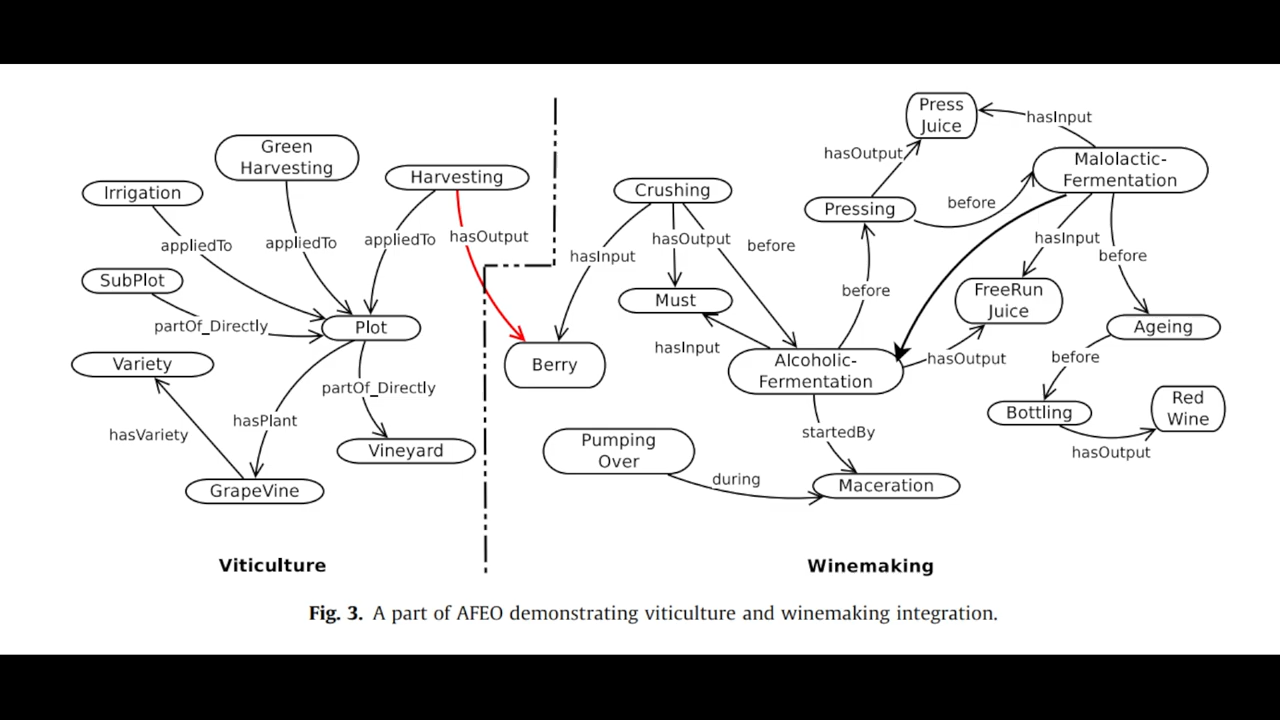 Press
Juice
hasInput
Green
Harvesting
hasOutput
Malolactic-
Fermentation
Harvesting
Irrigation
Crushing
Pressing
before
appliedTo
appliedTo
appliedTo
hasOutput
hasInput
hasOutput
before
hasInput
before
SubPlot
before
FreeRun
Juice
Must
partOf_Directly
Plot
Ageing
hasInput
hasOutput
before
Variety
Berry
Alcoholic-
Fermentation
partOf_Directly
Red
Wine
Bottling
hasPlant
hasVariety
startedBy
Pumping
Over
Vineyard
hasOutput
during
Maceration
GrapeVine
Viticulture
Winemaking
Fig. 3. A part of AFEO demonstrating viticulture and winemaking integration.